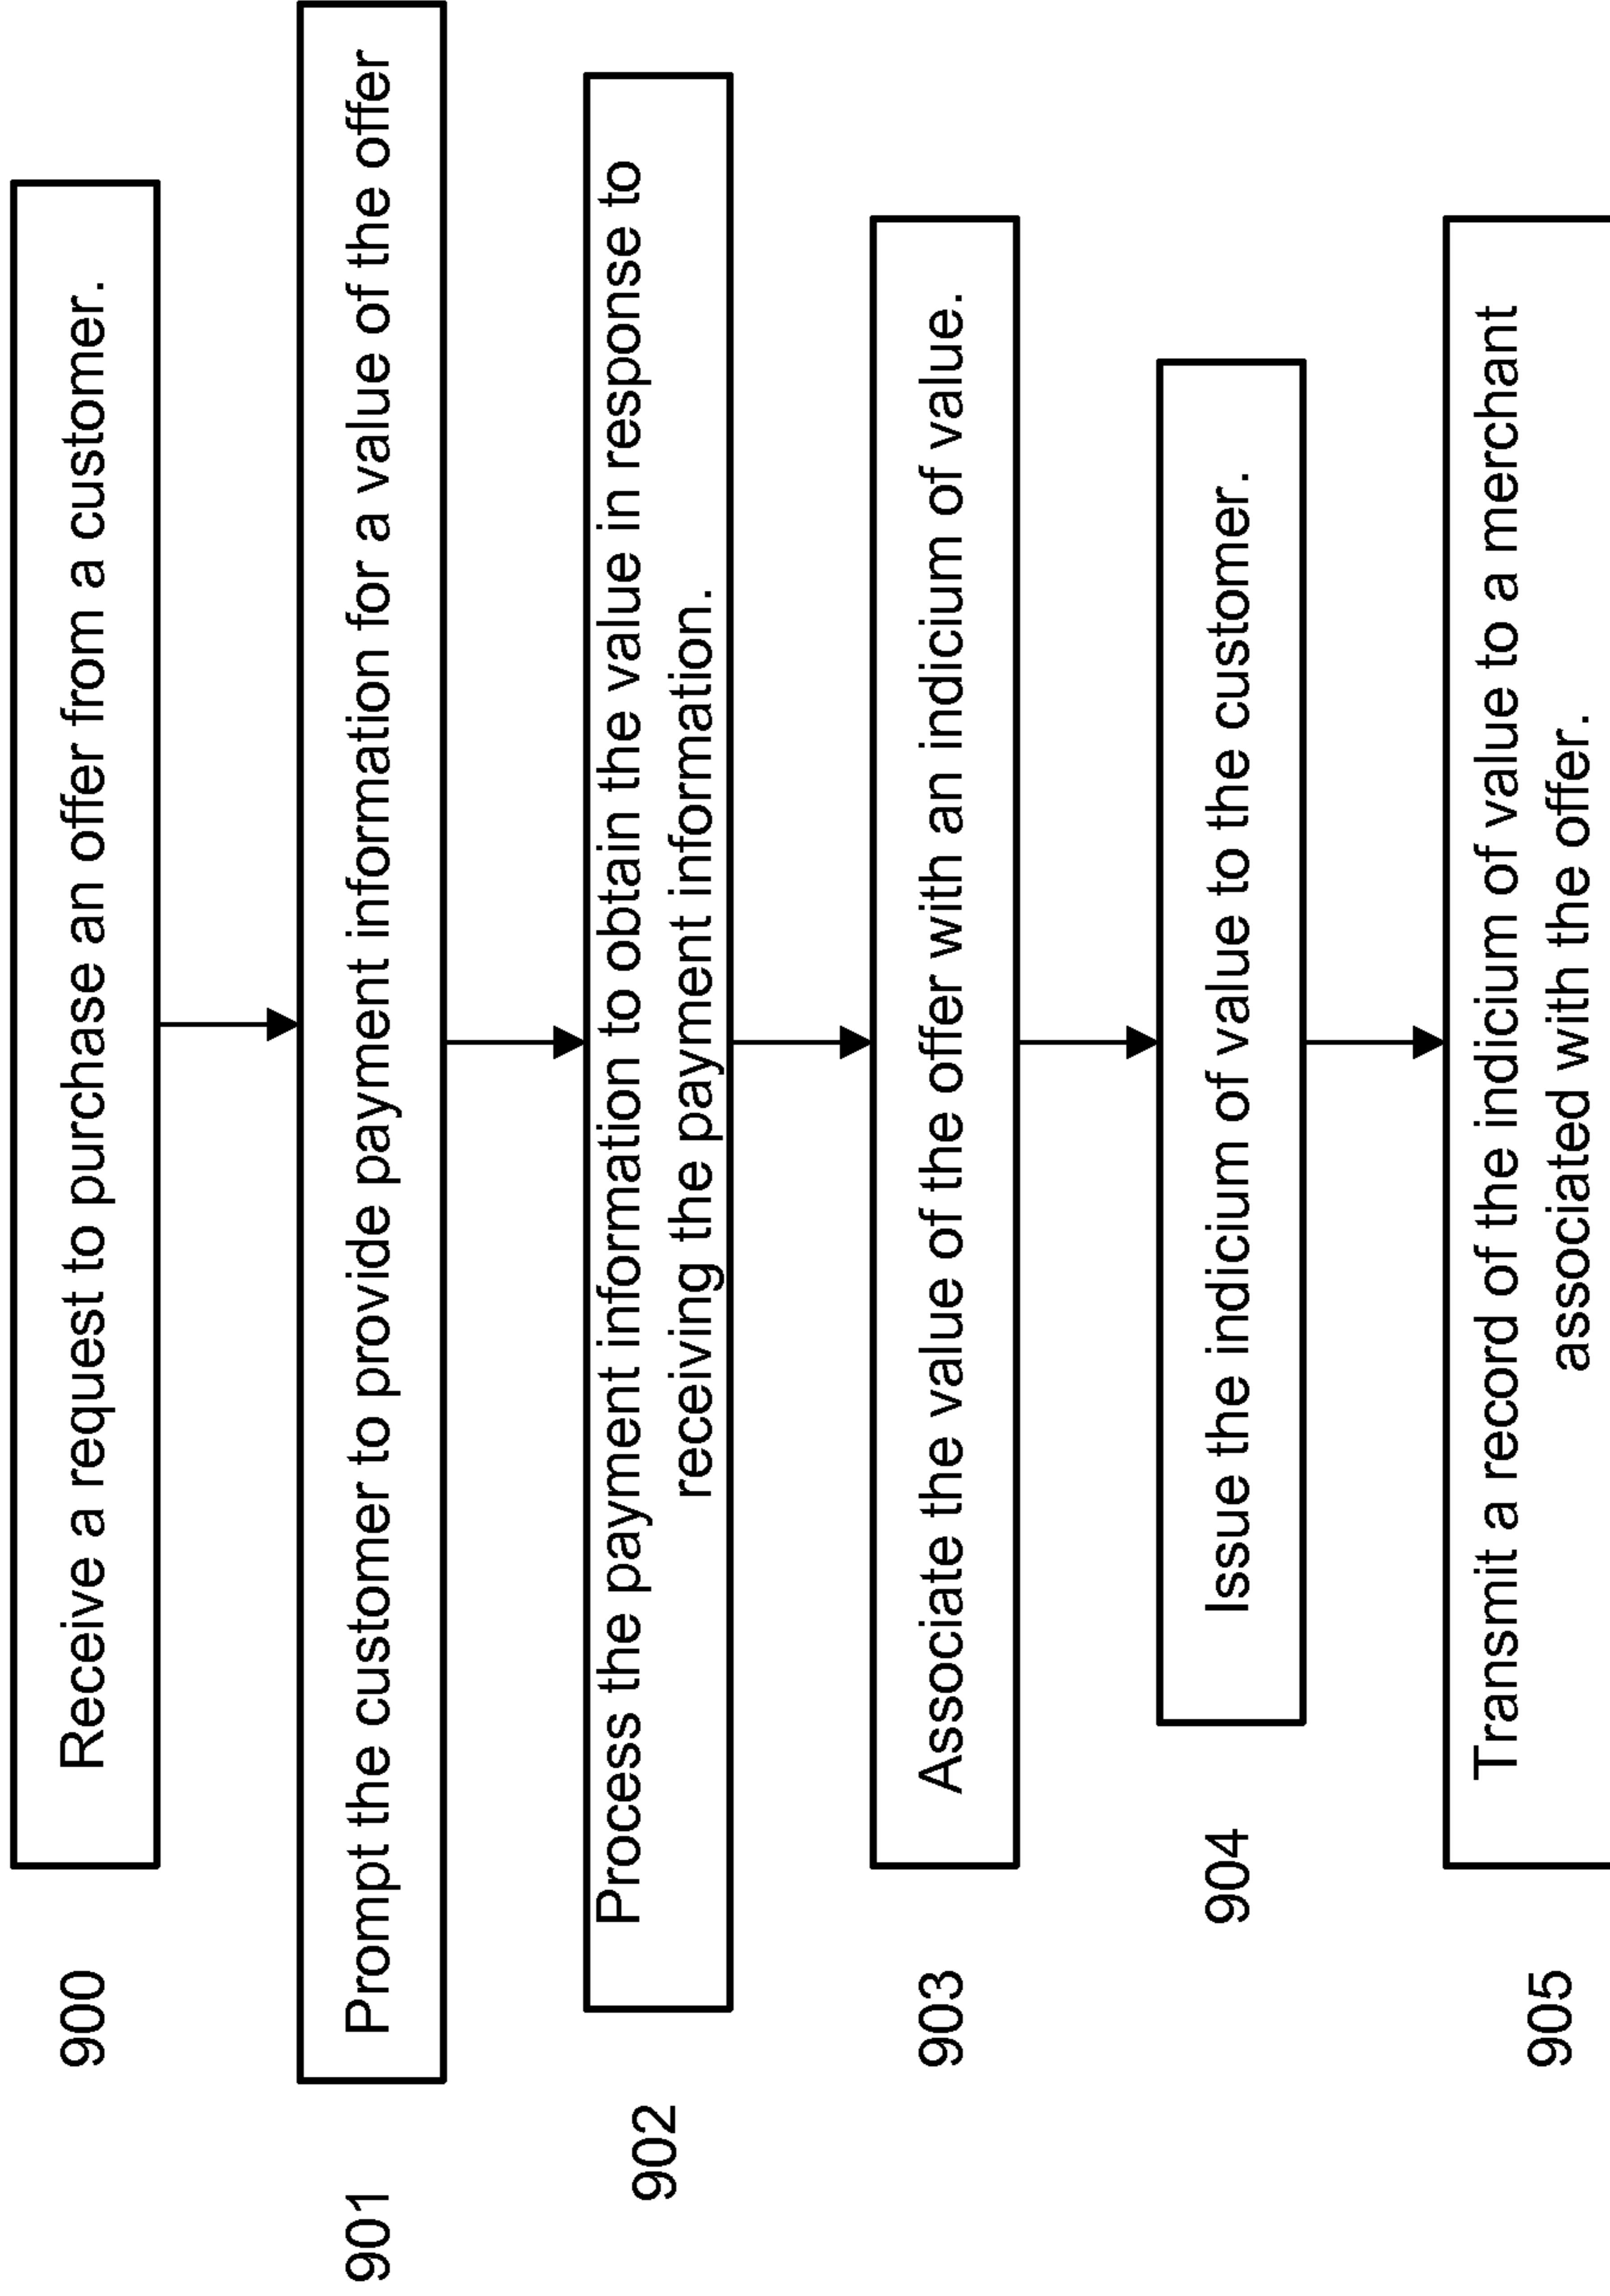 900
Receive a request to purchase an offer from a customer.
901
Prompt the customer to provide payment information for a value of the offer
902
Process the payment information to obtain the value in response to
receiving the payment information.
903
Associate the value of the offer with an indicium of value.
904
Issue the indicium of value to the customer.
905
Transmit a record of the indicium of value to a merchant
associated with the offer.